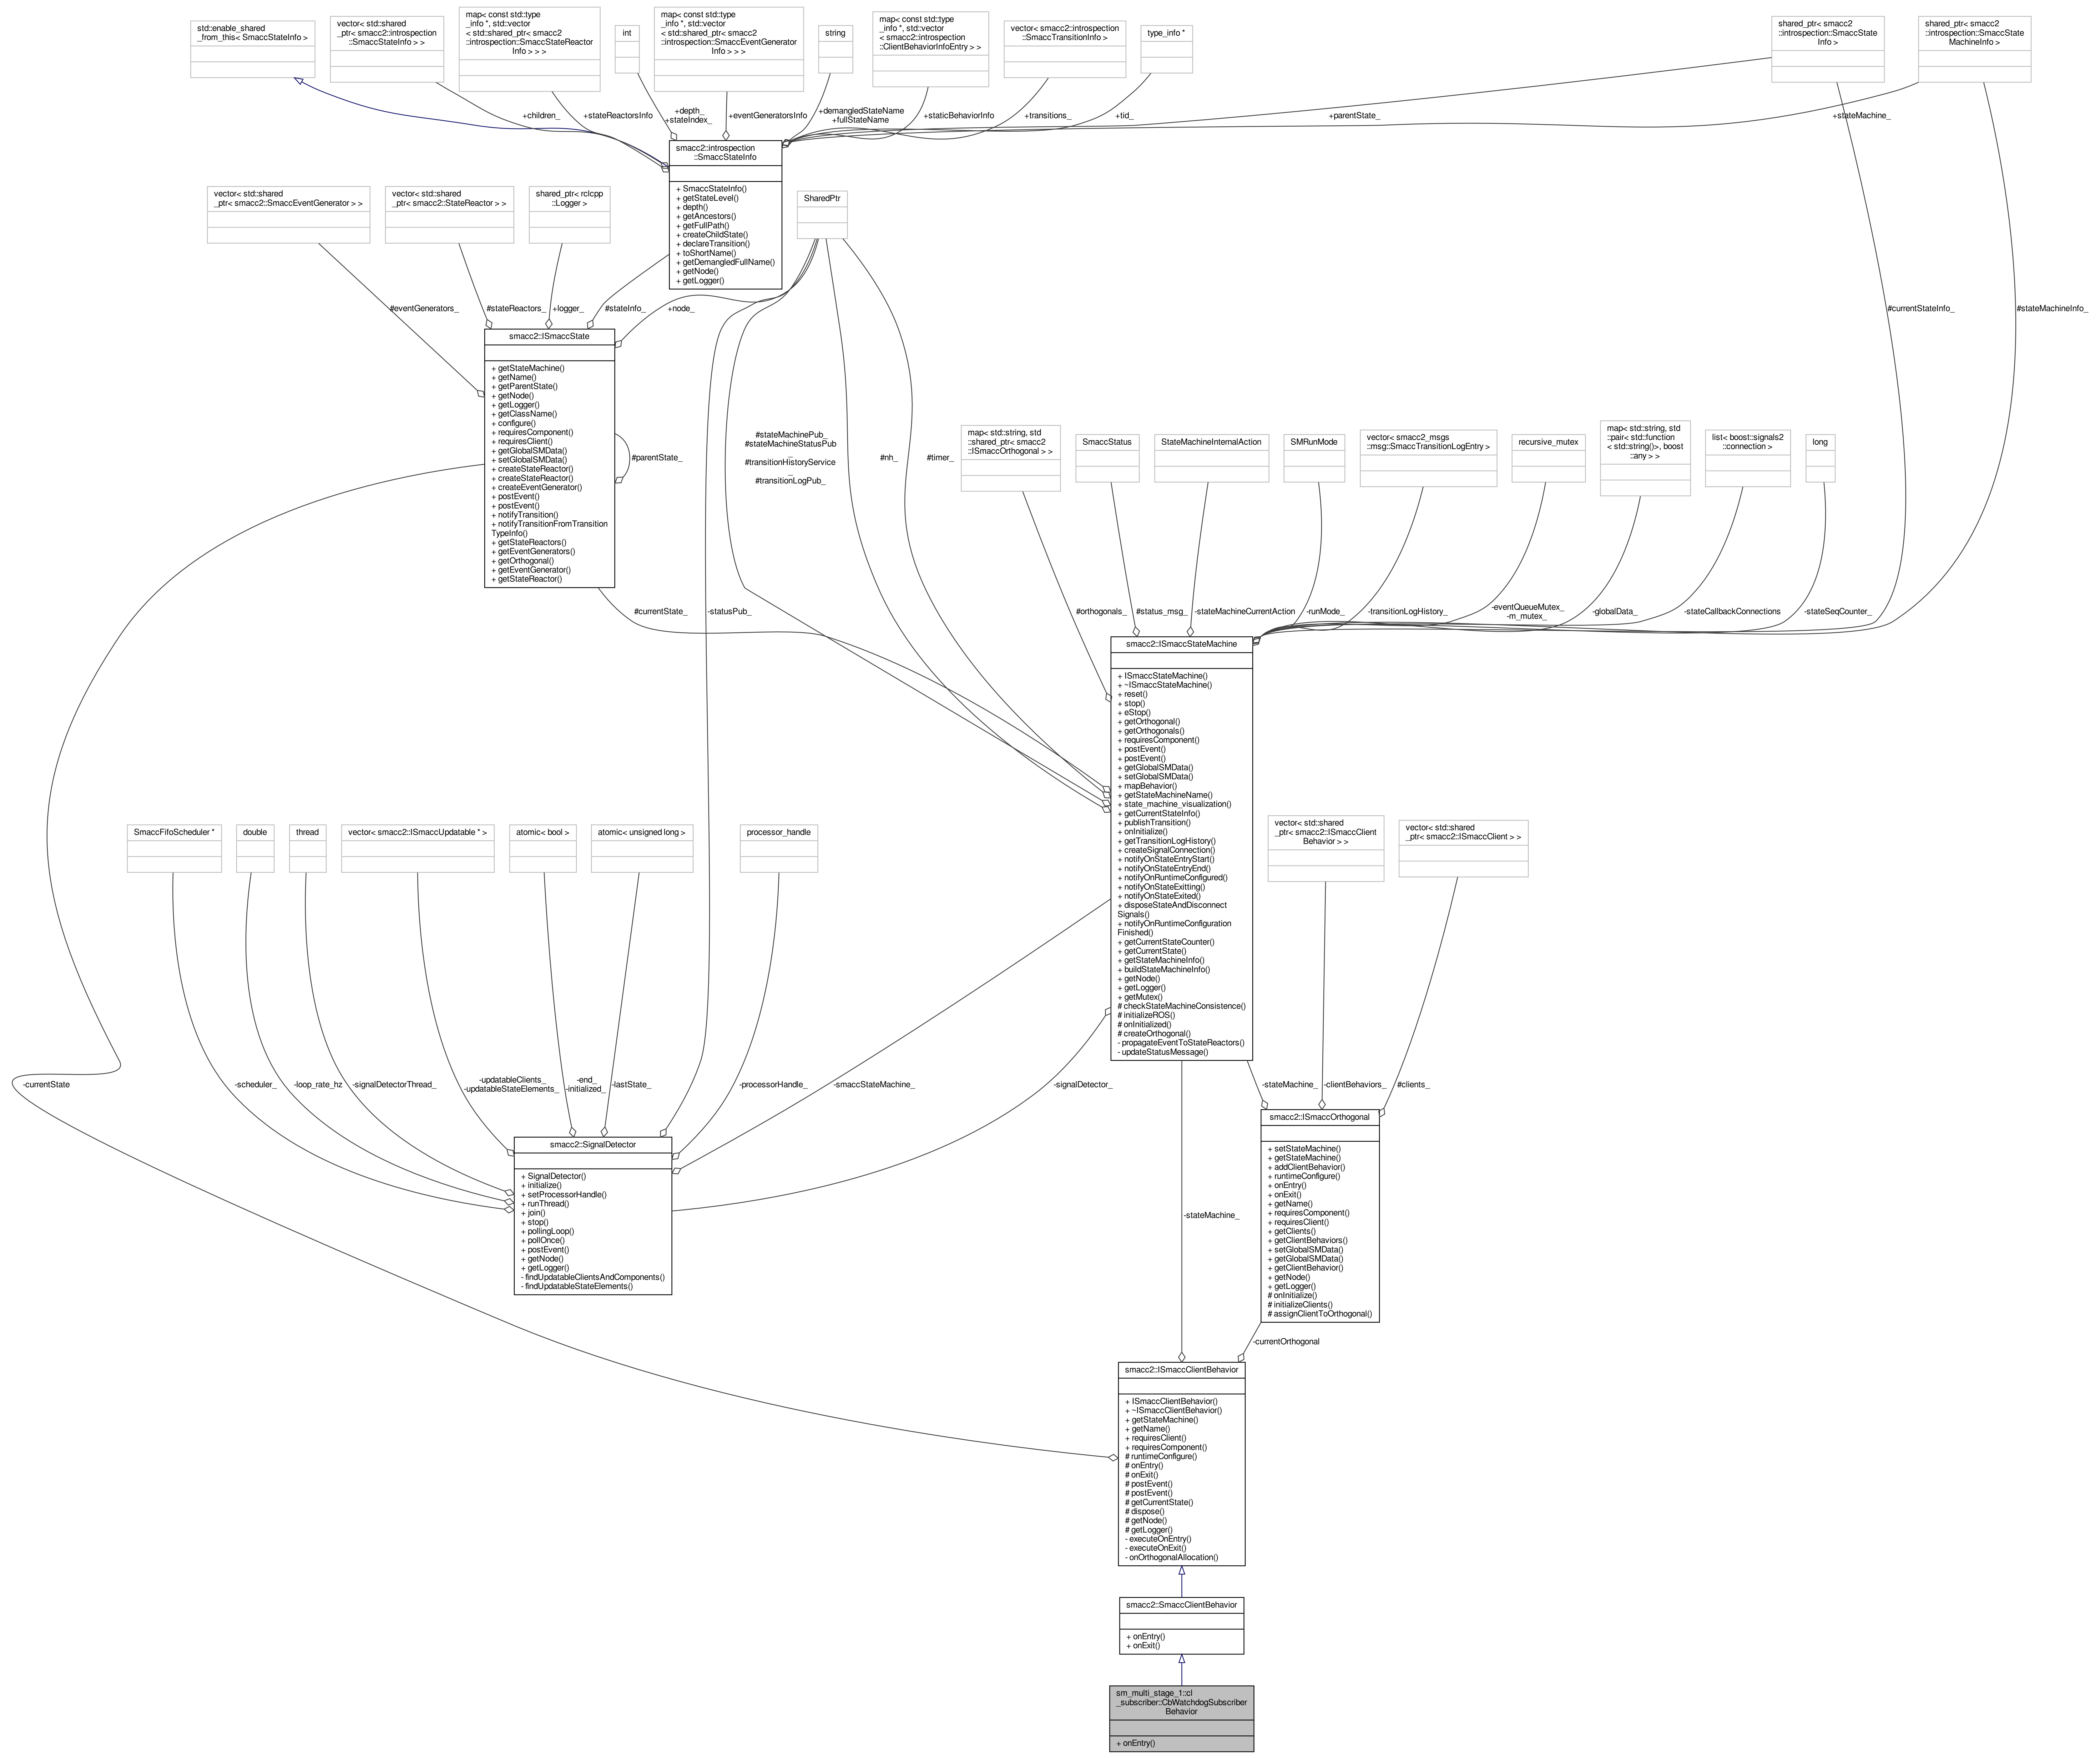 std::enable_shared
_from_this< SmaccStateInfo >
vector< std::shared
_ptr< smacc2::introspection
::SmaccStateInfo > >
map< const std::type
_info *, std::vector
< std::shared_ptr< smacc2
::introspection::SmaccStateReactor
Info > > >
int
map< const std::type
_info *, std::vector
< std::shared_ptr< smacc2
::introspection::SmaccEventGenerator
Info > > >
string
map< const std::type
_info *, std::vector
< smacc2::introspection
::ClientBehaviorInfoEntry > >
vector< smacc2::introspection
::SmaccTransitionInfo >
type_info *
shared_ptr< smacc2
::introspection::SmaccState
Info >
shared_ptr< smacc2
::introspection::SmaccState
MachineInfo >
+children_
+stateReactorsInfo
+depth_
+stateIndex_
+eventGeneratorsInfo
+demangledStateName
+fullStateName
+staticBehaviorInfo
+transitions_
+tid_
+parentState_
+stateMachine_
smacc2::introspection
::SmaccStateInfo
+ SmaccStateInfo()
+ getStateLevel()
+ depth()
+ getAncestors()
+ getFullPath()
+ createChildState()
+ declareTransition()
+ toShortName()
+ getDemangledFullName()
+ getNode()
+ getLogger()
vector< std::shared
_ptr< smacc2::SmaccEventGenerator > >
vector< std::shared
_ptr< smacc2::StateReactor > >
shared_ptr< rclcpp
::Logger >
SharedPtr
#eventGenerators_
#stateReactors_
+logger_
#stateInfo_
+node_
#currentStateInfo_
#stateMachineInfo_
smacc2::ISmaccState
+ getStateMachine()
+ getName()
+ getParentState()
+ getNode()
+ getLogger()
+ getClassName()
+ configure()
+ requiresComponent()
+ requiresClient()
+ getGlobalSMData()
+ setGlobalSMData()
+ createStateReactor()
+ createStateReactor()
+ createEventGenerator()
+ postEvent()
+ postEvent()
+ notifyTransition()
+ notifyTransitionFromTransition
TypeInfo()
+ getStateReactors()
+ getEventGenerators()
+ getOrthogonal()
+ getEventGenerator()
+ getStateReactor()
#parentState_
#stateMachinePub_
#stateMachineStatusPub
_
#transitionHistoryService
_
#transitionLogPub_
#nh_
#timer_
map< std::string, std
::shared_ptr< smacc2
::ISmaccOrthogonal > >
SmaccStatus
StateMachineInternalAction
SMRunMode
vector< smacc2_msgs
::msg::SmaccTransitionLogEntry >
recursive_mutex
map< std::string, std
::pair< std::function
< std::string()>, boost
::any > >
list< boost::signals2
::connection >
long
#currentState_
-statusPub_
#orthogonals_
#status_msg_
-stateMachineCurrentAction
-runMode_
-transitionLogHistory_
-eventQueueMutex_
-m_mutex_
-globalData_
-stateCallbackConnections
-stateSeqCounter_
smacc2::ISmaccStateMachine
+ ISmaccStateMachine()
+ ~ISmaccStateMachine()
+ reset()
+ stop()
+ eStop()
+ getOrthogonal()
+ getOrthogonals()
+ requiresComponent()
+ postEvent()
+ postEvent()
+ getGlobalSMData()
+ setGlobalSMData()
+ mapBehavior()
+ getStateMachineName()
+ state_machine_visualization()
+ getCurrentStateInfo()
+ publishTransition()
+ onInitialize()
+ getTransitionLogHistory()
+ createSignalConnection()
+ notifyOnStateEntryStart()
+ notifyOnStateEntryEnd()
+ notifyOnRuntimeConfigured()
+ notifyOnStateExitting()
+ notifyOnStateExited()
+ disposeStateAndDisconnect
Signals()
+ notifyOnRuntimeConfiguration
Finished()
+ getCurrentStateCounter()
+ getCurrentState()
+ getStateMachineInfo()
+ buildStateMachineInfo()
+ getNode()
+ getLogger()
+ getMutex()
# checkStateMachineConsistence()
# initializeROS()
# onInitialized()
# createOrthogonal()
- propagateEventToStateReactors()
- updateStatusMessage()
SmaccFifoScheduler *
double
thread
vector< smacc2::ISmaccUpdatable * >
atomic< bool >
atomic< unsigned long >
processor_handle
vector< std::shared
_ptr< smacc2::ISmaccClient
Behavior > >
vector< std::shared
_ptr< smacc2::ISmaccClient > >
-currentState
-scheduler_
-loop_rate_hz
-signalDetectorThread_
-updatableClients_
-updatableStateElements_
-end_
-initialized_
-lastState_
-processorHandle_
-smaccStateMachine_
-signalDetector_
-stateMachine_
-clientBehaviors_
#clients_
smacc2::SignalDetector
+ SignalDetector()
+ initialize()
+ setProcessorHandle()
+ runThread()
+ join()
+ stop()
+ pollingLoop()
+ pollOnce()
+ postEvent()
+ getNode()
+ getLogger()
- findUpdatableClientsAndComponents()
- findUpdatableStateElements()
smacc2::ISmaccOrthogonal
+ setStateMachine()
+ getStateMachine()
+ addClientBehavior()
+ runtimeConfigure()
+ onEntry()
+ onExit()
+ getName()
+ requiresComponent()
+ requiresClient()
+ getClients()
+ getClientBehaviors()
+ setGlobalSMData()
+ getGlobalSMData()
+ getClientBehavior()
+ getNode()
+ getLogger()
# onInitialize()
# initializeClients()
# assignClientToOrthogonal()
-stateMachine_
-currentOrthogonal
smacc2::ISmaccClientBehavior
+ ISmaccClientBehavior()
+ ~ISmaccClientBehavior()
+ getStateMachine()
+ getName()
+ requiresClient()
+ requiresComponent()
# runtimeConfigure()
# onEntry()
# onExit()
# postEvent()
# postEvent()
# getCurrentState()
# dispose()
# getNode()
# getLogger()
- executeOnEntry()
- executeOnExit()
- onOrthogonalAllocation()
smacc2::SmaccClientBehavior
+ onEntry()
+ onExit()
sm_multi_stage_1::cl
_subscriber::CbWatchdogSubscriber
Behavior
+ onEntry()